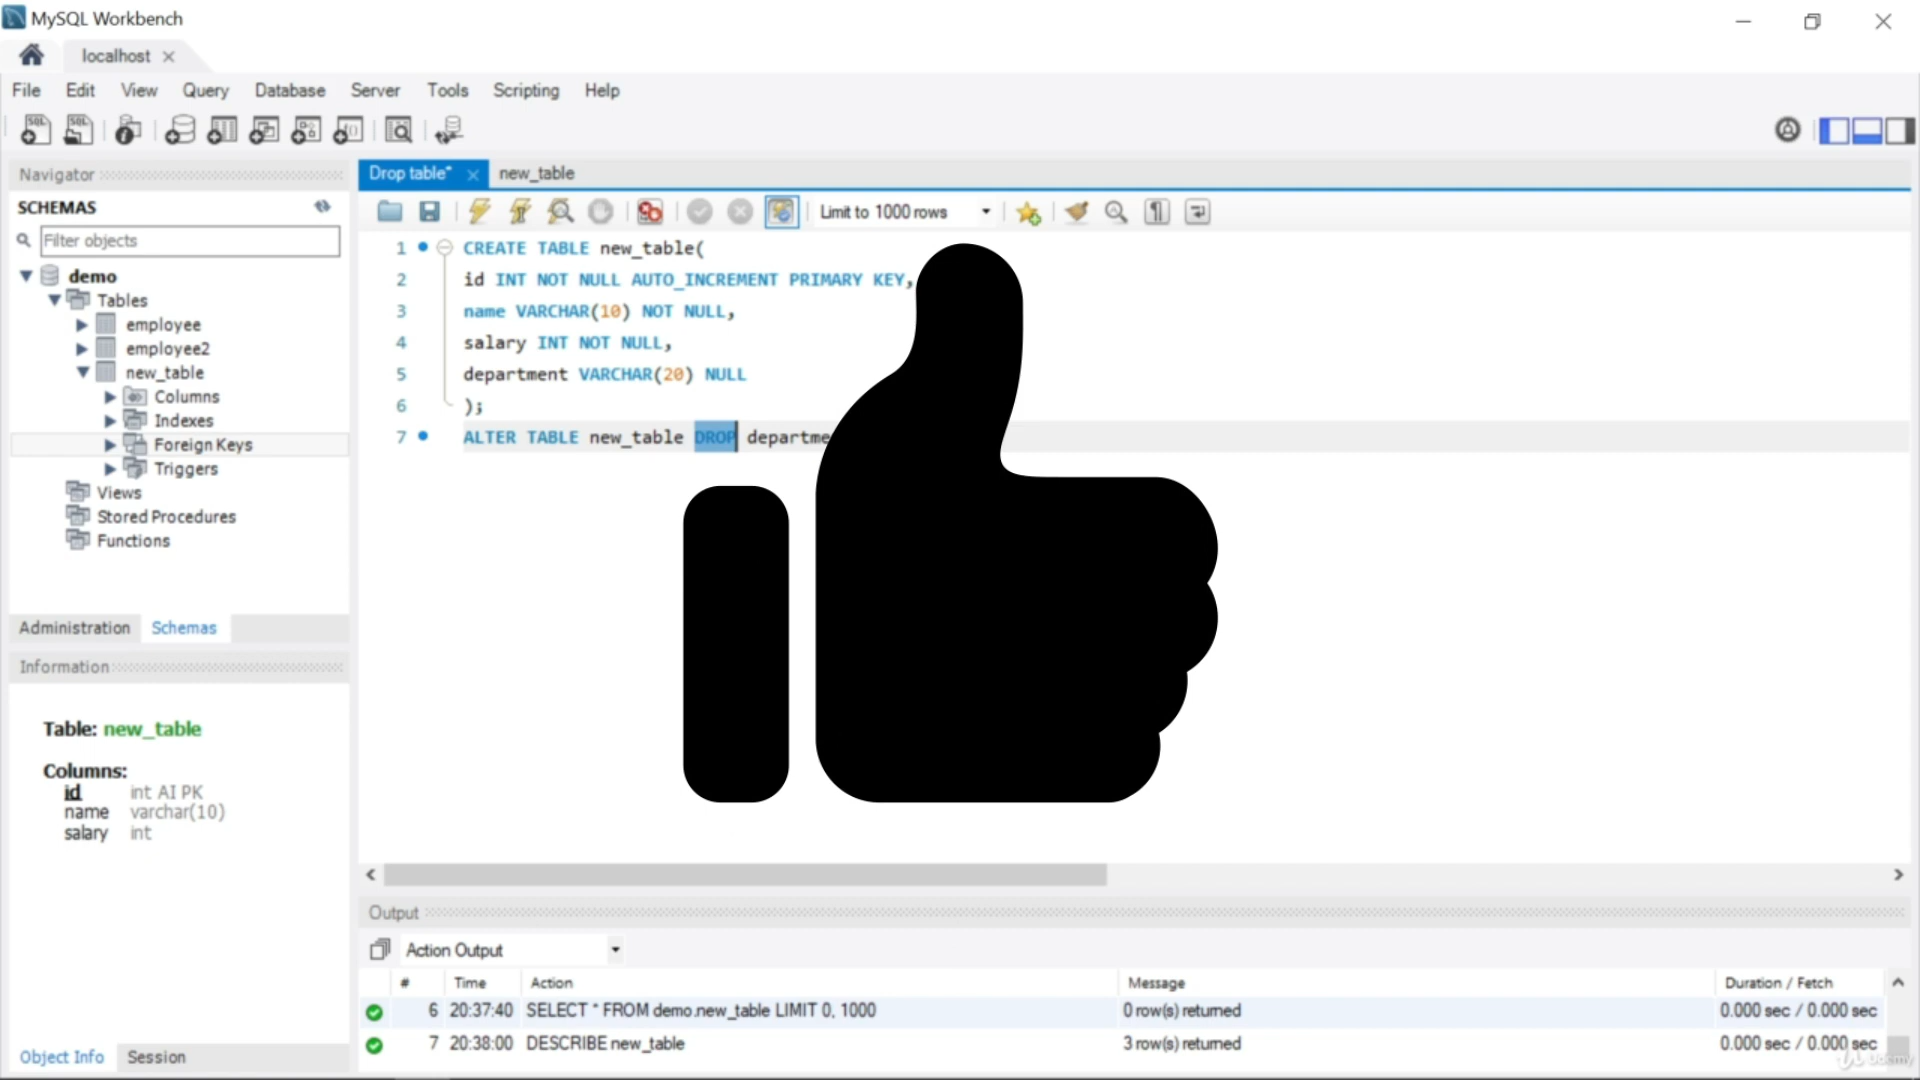 MySQL Workbench
localhost
File Edit View Query Database Server Tools Scripting Help
Navigator
SCHEMAS
Filter objects
demo
Tables
employee
employee2
new_table
Columns
Indexes
Foreign Keys
Triggers
Views
Stored Procedures
Functions
Administration Schemas
Information
Table: new_table
Columns:
id int AI PK
name varchar(10)
salary int
Object Info Session
Drop table* new_table
Limit to 1000 rows
1 CREATE TABLE new_table(
2 id INT NOT NULL AUTO_INCREMENT PRIMARY KEY,
3 name VARCHAR(10) NOT NULL,
4 salary INT NOT NULL,
5 department VARCHAR(20) NULL
6 );
7 ALTER TABLE new_table DROP departme
Output
Action Output
# Time Action Message Duration / Fetch
6 20:37:40 SELECT * FROM demo.new_table LIMIT 0, 1000 0 row(s) returned 0.000 sec / 0.000 sec
7 20:38:00 DESCRIBE new_table 3 row(s) returned 0.000 sec / 0.000 sec
Udemy